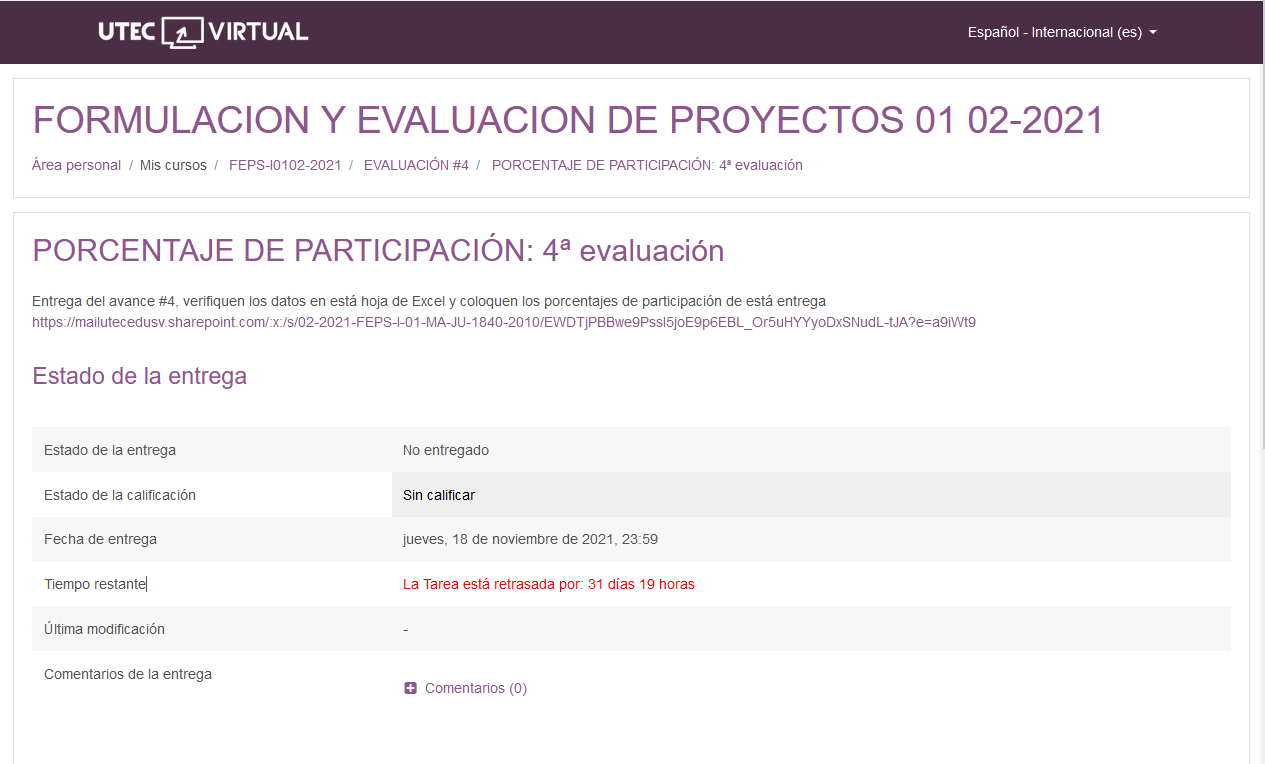 UTEC VIRTUAL
Español - Internacional (es)
FORMULACION Y EVALUACION DE PROYECTOS 01 02-2021
Área personal / Mis cursos / FEPS-I0102-2021 / EVALUACIÓN #4 / PORCENTAJE DE PARTICIPACIÓN: 4ª evaluación
PORCENTAJE DE PARTICIPACIÓN: 4ª evaluación
Entrega del avance #4, verifiquen los datos en está hoja de Excel y coloquen los porcentajes de participación de está entrega
https://mailutecedusv.sharepoint.com/:x:/s/02-2021-FEPS-I-01-MA-JU-1840-2010/EWDTjPBBwe9Pssl5joE9p6EBL_Or5uHYYyoDxSNudL-tJA?e=a9iWt9
Estado de la entrega
Estado de la entrega No entregado
Estado de la calificación Sin calificar
Fecha de entrega jueves, 18 de noviembre de 2021, 23:59
Tiempo restante La Tarea está retrasada por: 31 días 19 horas
Última modificación -
Comentarios de la entrega
Comentarios (0)